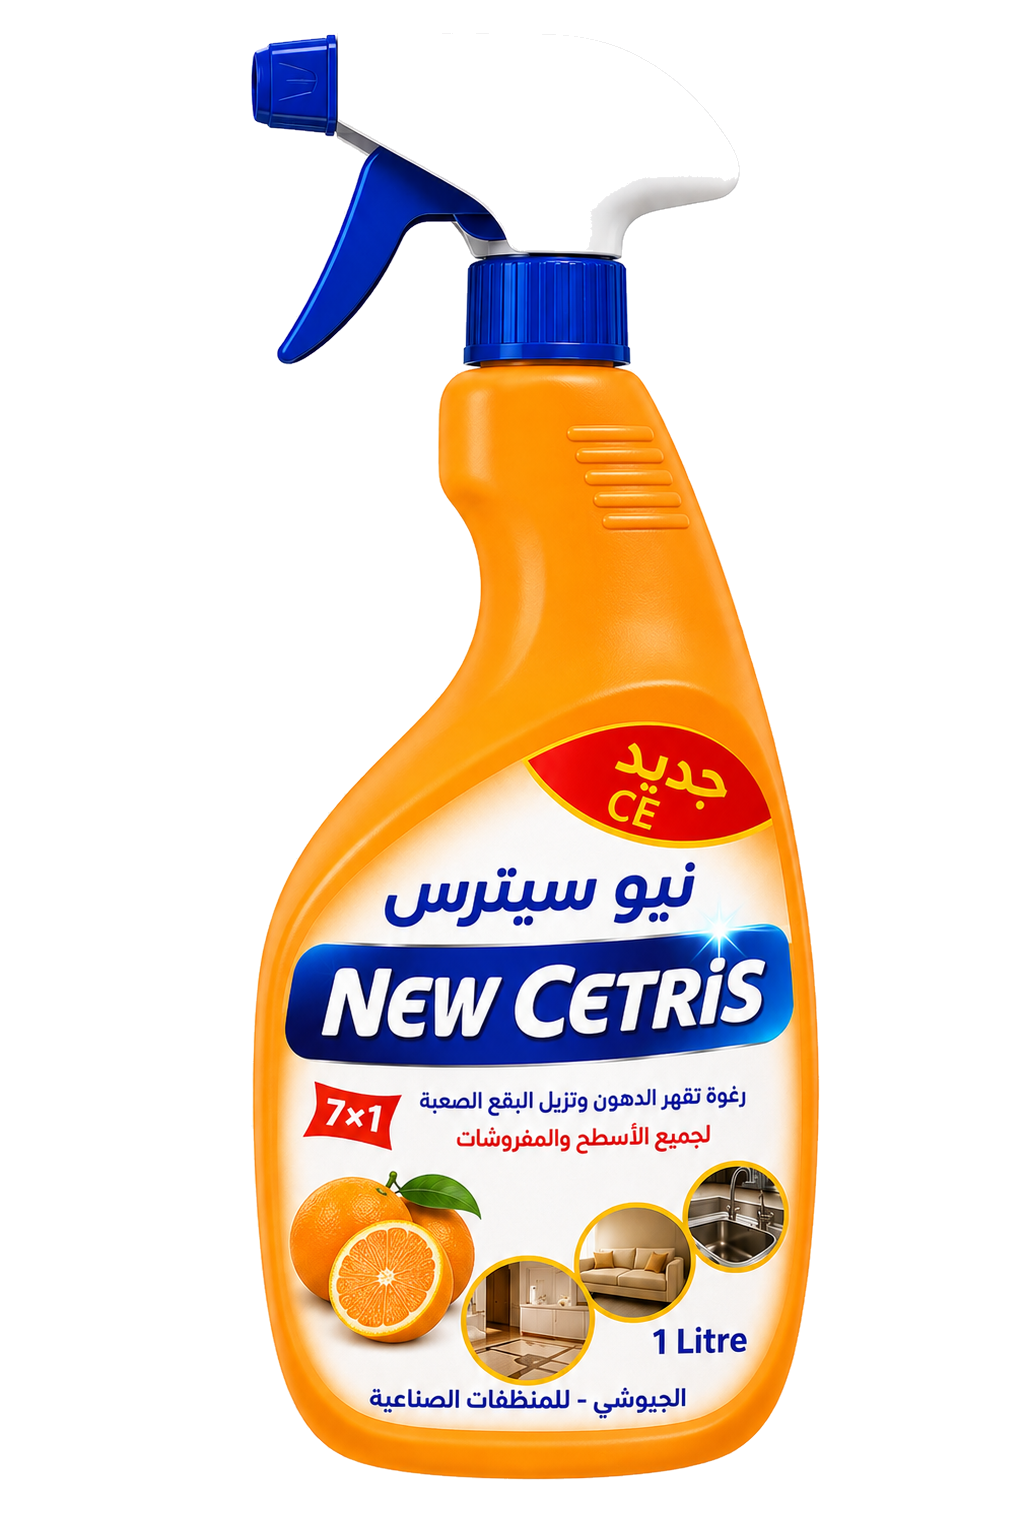 جديد
CE
نيو سيترس
NEW CETRiS
رغوة تقهر الدهون وتزيل البقع الصعبة
7×1
لجميع الأسطح والمفروشات
1 Litre
الجيوشي - للمنظفات الصناعية